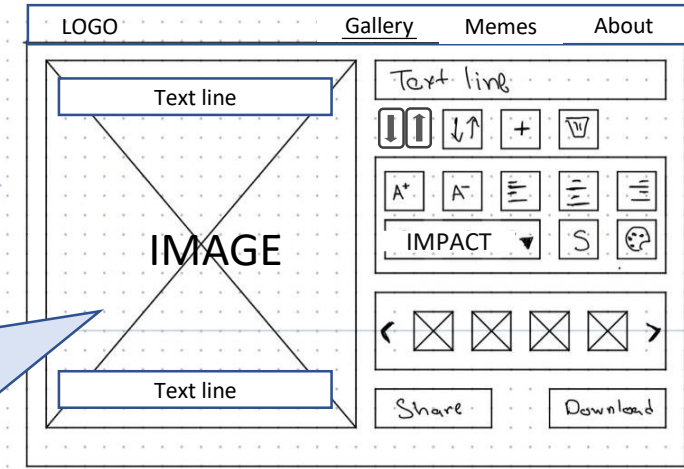 LOGO Gallery Memes About
Text line
IMAGE
Text line
Text line
+
A+ A-
IMPACT S
Share Download